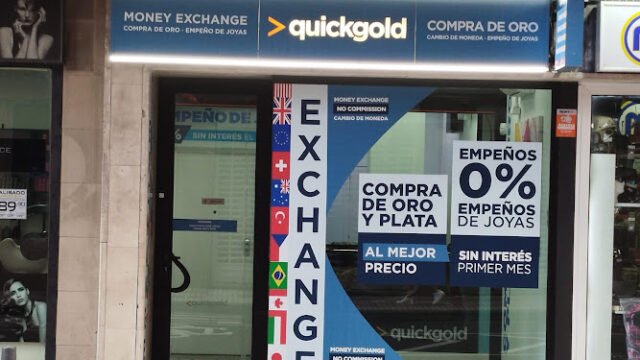 MONEY EXCHANGE
COMPRA DE ORO · EMPEÑO DE JOYAS
> quickgold
COMPRA DE ORO
CAMBIO DE MONEDA · EMPEÑO DE JOYAS
EMPEÑO DE
%
SIN INTERÉS EL
EXCHANGE
MONEY EXCHANGE
NO COMMISSION
CAMBIO DE MONEDA
COMPRA
DE ORO
Y PLATA
AL MEJOR
PRECIO
EMPEÑOS
0%
EMPEÑOS
DE JOYAS
SIN INTERÉS
PRIMER MES
> quickgold
MONEY EXCHANGE
NO COMMISSION
89